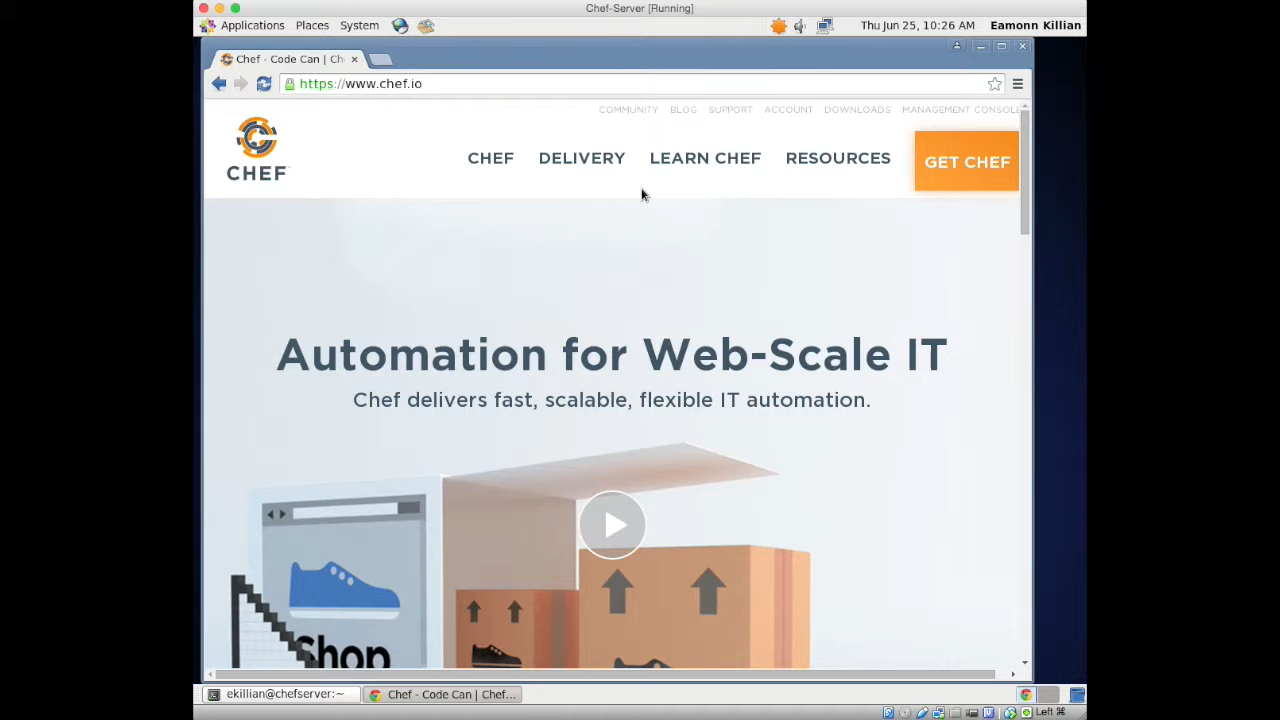 Chef-Server [Running]
Applications Places System Thu Jun 25, 10:26 AM Eamonn Killian
Chef - Code Can | Ch
https://www.chef.io
COMMUNITY BLOG SUPPORT ACCOUNT DOWNLOADS MANAGEMENT CONSOLE
CHEF
CHEF DELIVERY LEARN CHEF RESOURCES GET CHEF
Automation for Web-Scale IT
Chef delivers fast, scalable, flexible IT automation.
Shop
ekillian@chefserver:~ Chef - Code Can | Chef...
Left ⌘